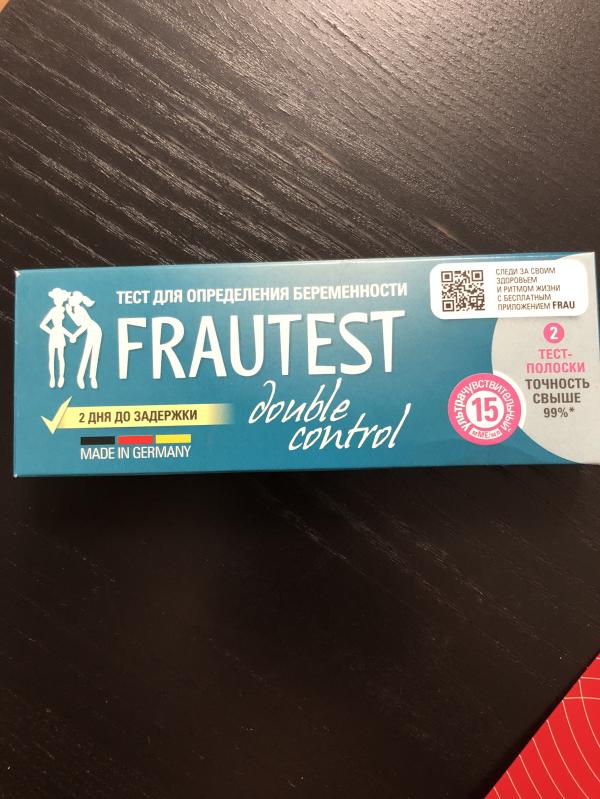 СЛЕДИ ЗА СВОИМ
ЗДОРОВЬЕМ
И РИТМОМ ЖИЗНИ
С БЕСПЛАТНЫМ
ПРИЛОЖЕНИЕМ FRAU
ТЕСТ ДЛЯ ОПРЕДЕЛЕНИЯ БЕРЕМЕННОСТИ
FRAUTEST
double
control
2 ДНЯ ДО ЗАДЕРЖКИ
MADE IN GERMANY
Ультрачувствительный
15
мМЕ/мл
2
ТЕСТ-
ПОЛОСКИ
ТОЧНОСТЬ
СВЫШЕ
99%*